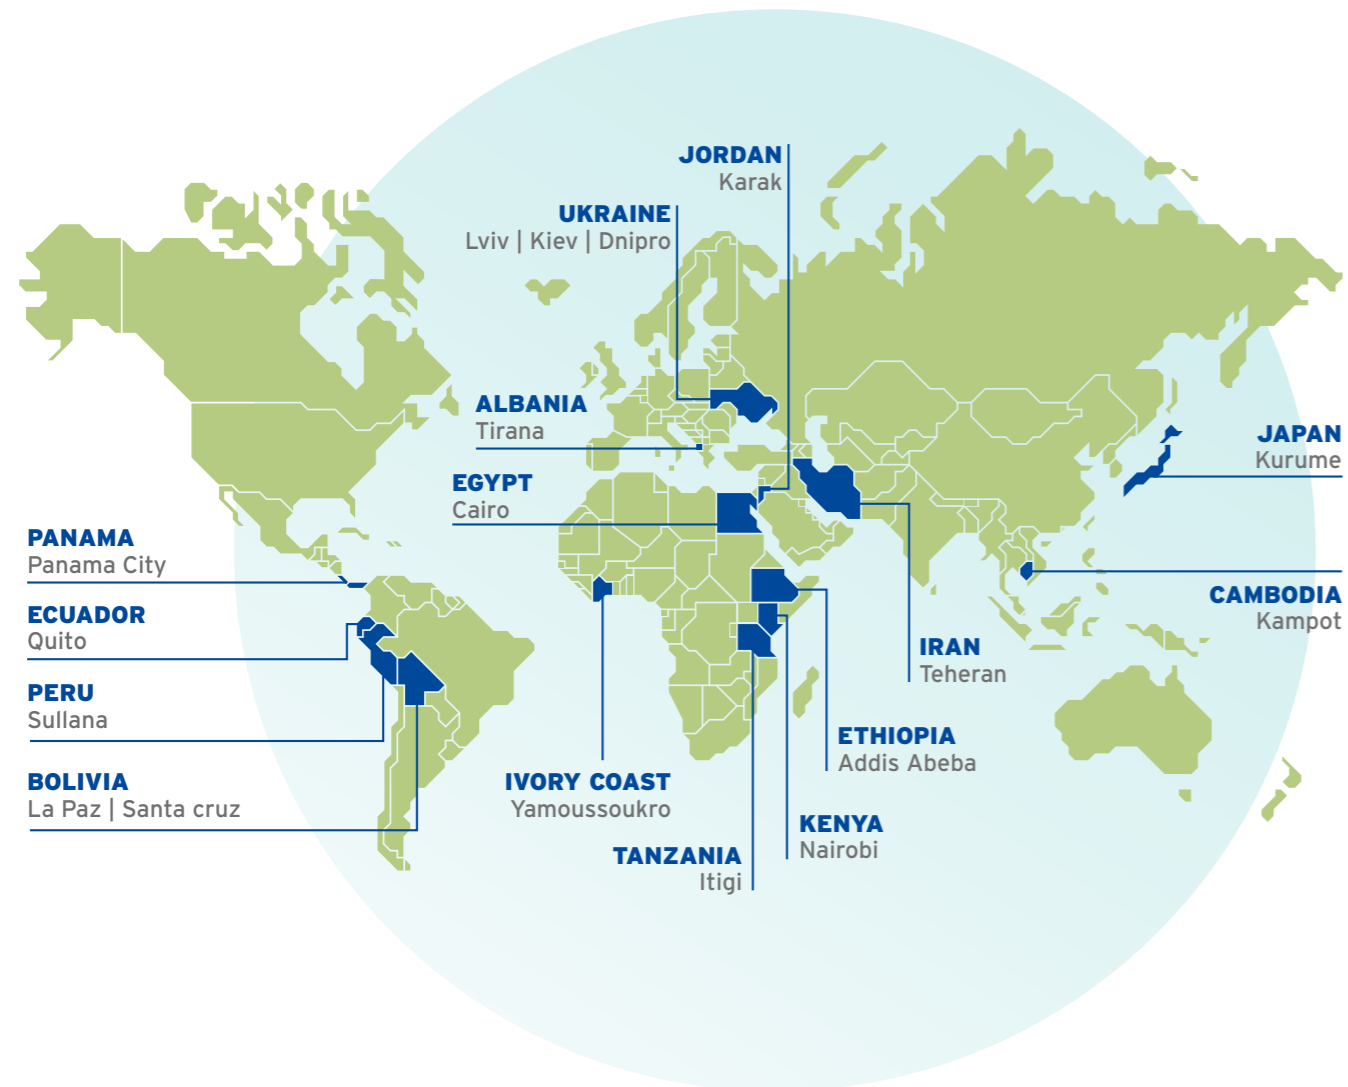 JORDAN
Karak
UKRAINE
Lviv | Kiev | Dnipro
ALBANIA
Tirana
EGYPT
Cairo
JAPAN
Kurume
PANAMA
Panama City
ECUADOR
Quito
PERU
Sullana
BOLIVIA
La Paz | Santa cruz
CAMBODIA
Kampot
IRAN
Teheran
ETHIOPIA
Addis Abeba
IVORY COAST
Yamoussoukro
KENYA
Nairobi
TANZANIA
Itigi